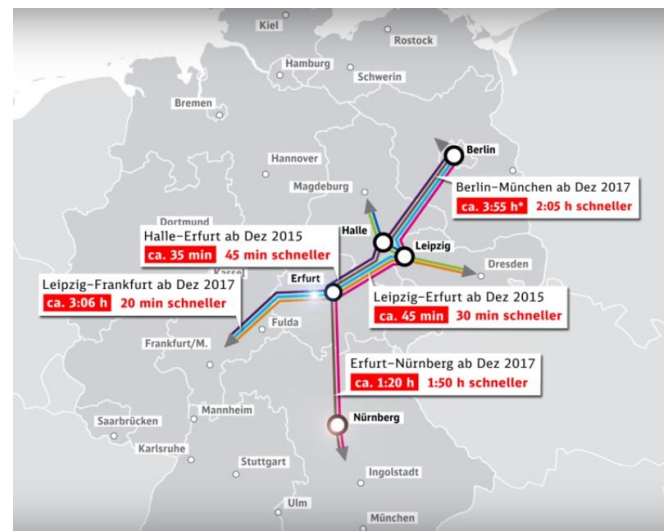 Kiel
Rostock
Hamburg
Schwerin
Bremen
Berlin
Hannover
Magdeburg
Berlin–München ab Dez 2017
ca. 3:55 h* 2:05 h schneller
Dortmund
Halle–Erfurt ab Dez 2015
ca. 35 min 45 min schneller
Halle
Leipzig
Kassel
Leipzig–Frankfurt ab Dez 2017
ca. 3:06 h 20 min schneller
Erfurt
Dresden
Leipzig–Erfurt ab Dez 2015
ca. 45 min 30 min schneller
Fulda
Frankfurt/M.
Erfurt–Nürnberg ab Dez 2017
ca. 1:20 h 1:50 h schneller
Mannheim
Saarbrücken
Nürnberg
Karlsruhe
Stuttgart
Ingolstadt
Ulm
München